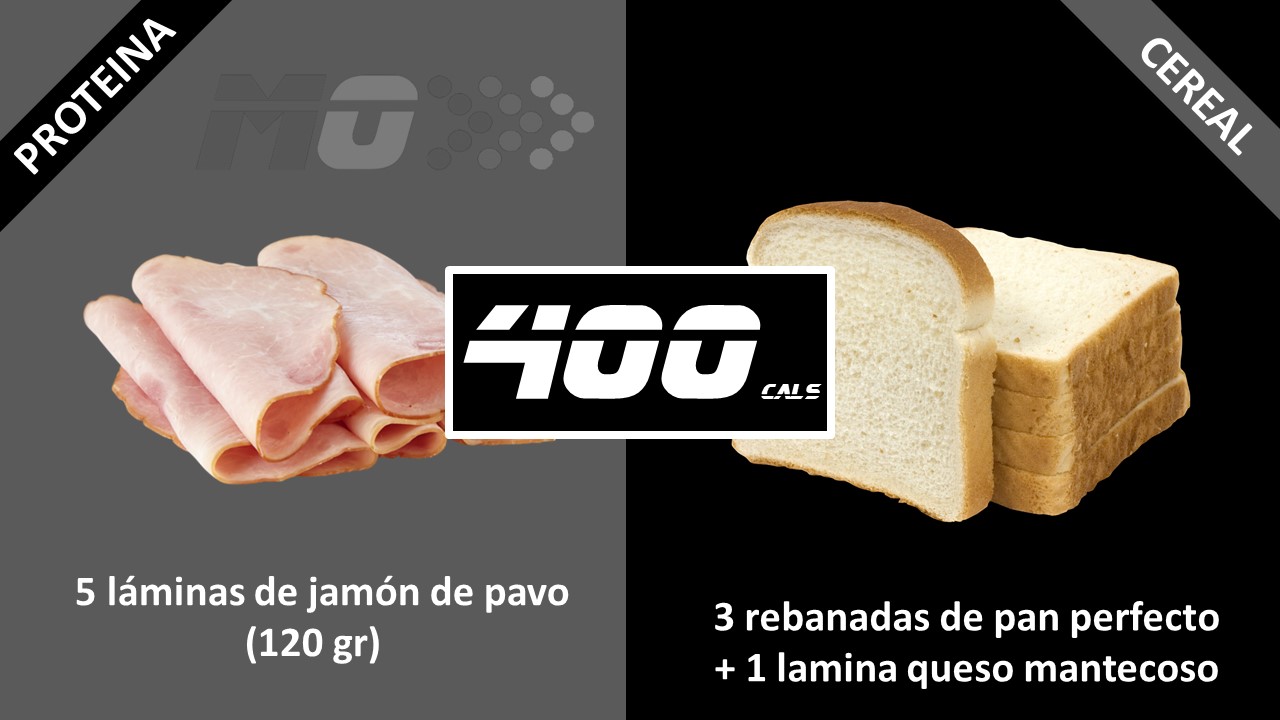 PROTEINA
CEREAL
MO
400 CALS
5 láminas de jamón de pavo
(120 gr)
3 rebanadas de pan perfecto
+ 1 lamina queso mantecoso